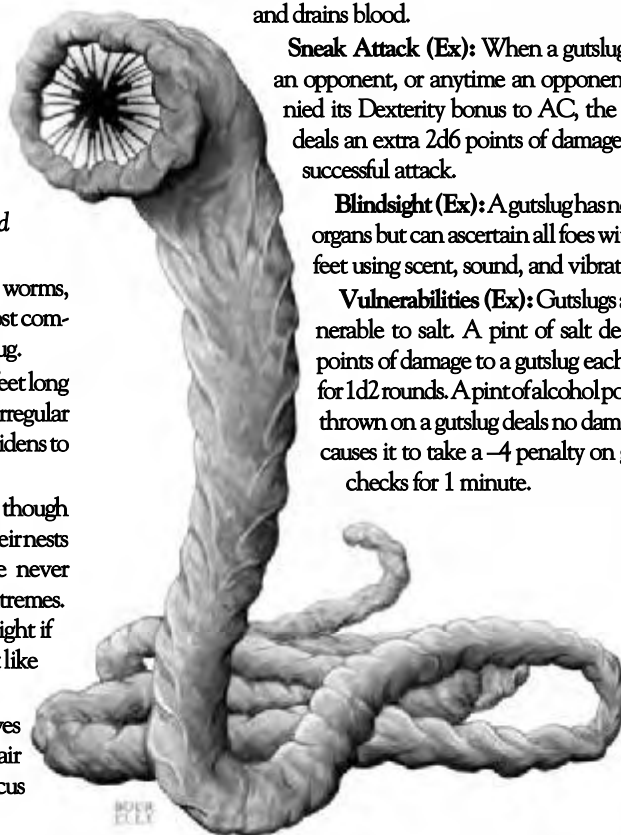 d
worms,
ost com-
ug.
feet long
irregular
idens to
though
eir nests
e never
tremes.
ight if
t like
ves
air
cus
and drains blood.
Sneak Attack (Ex): When a gutslug
an opponent, or anytime an opponen
nied its Dexterity bonus to AC, the
deals an extra 2d6 points of damage
successful attack.
Blindsight (Ex): A gutslug has no
organs but can ascertain all foes wi
feet using scent, sound, and vibrat
Vulnerabilities (Ex): Gutslugs a
nerable to salt. A pint of salt de
points of damage to a gutslug each
for 1d2 rounds. A pint of alcohol po
thrown on a gutslug deals no dam
causes it to take a –4 penalty on g
checks for 1 minute.